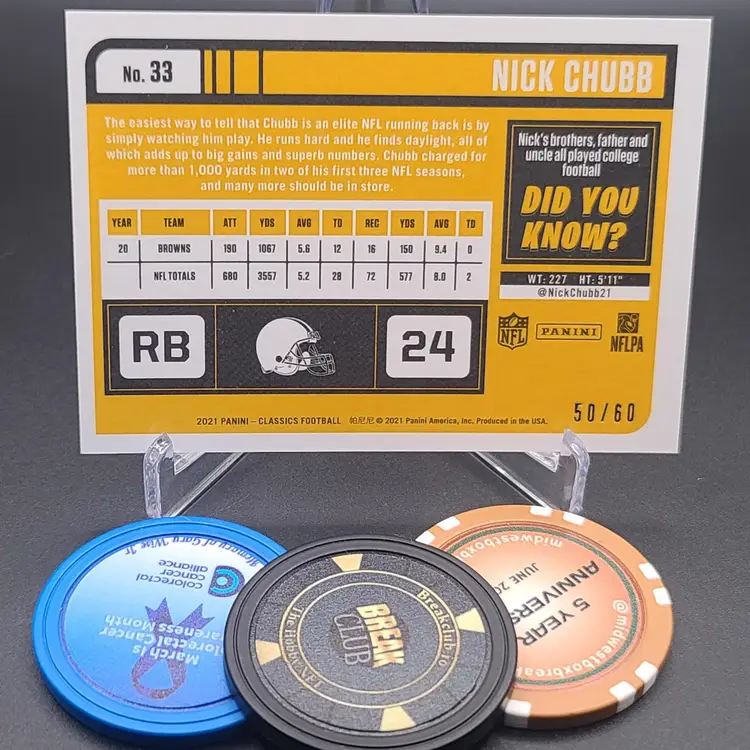 No. 33
NICK CHUBB
The easiest way to tell that Chubb is an elite NFL running back is by
simply watching him play. He runs hard and he finds daylight, all of
which adds up to big gains and superb numbers. Chubb charged for
more than 1,000 yards in two of his first three NFL seasons,
and many more should be in store.
Nick's brothers, father and
uncle all played college
football
DID YOU
KNOW?
YEAR TEAM ATT YDS AVG TD REC YDS AVG TD
20 BROWNS 190 1067 5.6 12 16 150 9.4 0
NFL TOTALS 680 3557 5.2 28 72 577 8.0 2
WT: 227 HT: 5'11"
@NickChubb21
RB
24
NFL
PANINI
NFLPA
50/60
2021 PANINI – CLASSICS FOOTBALL 帕尼尼 © 2021 Panini America, Inc. Produced in the USA.
Memory of Gary Wise Jr.
colorectal
cancer
alliance
March is
Colorectal Cancer
Awareness Month
Breakclub.io
BREAK
CLUB
midwestboxb
5 YEAR
ANNIVERS
JUNE
@midwestboxbreak